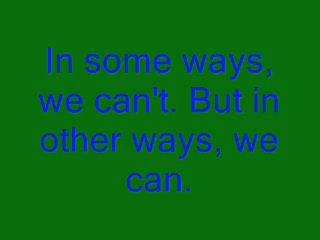 In some ways,
we can't. But in
other ways, we
can.